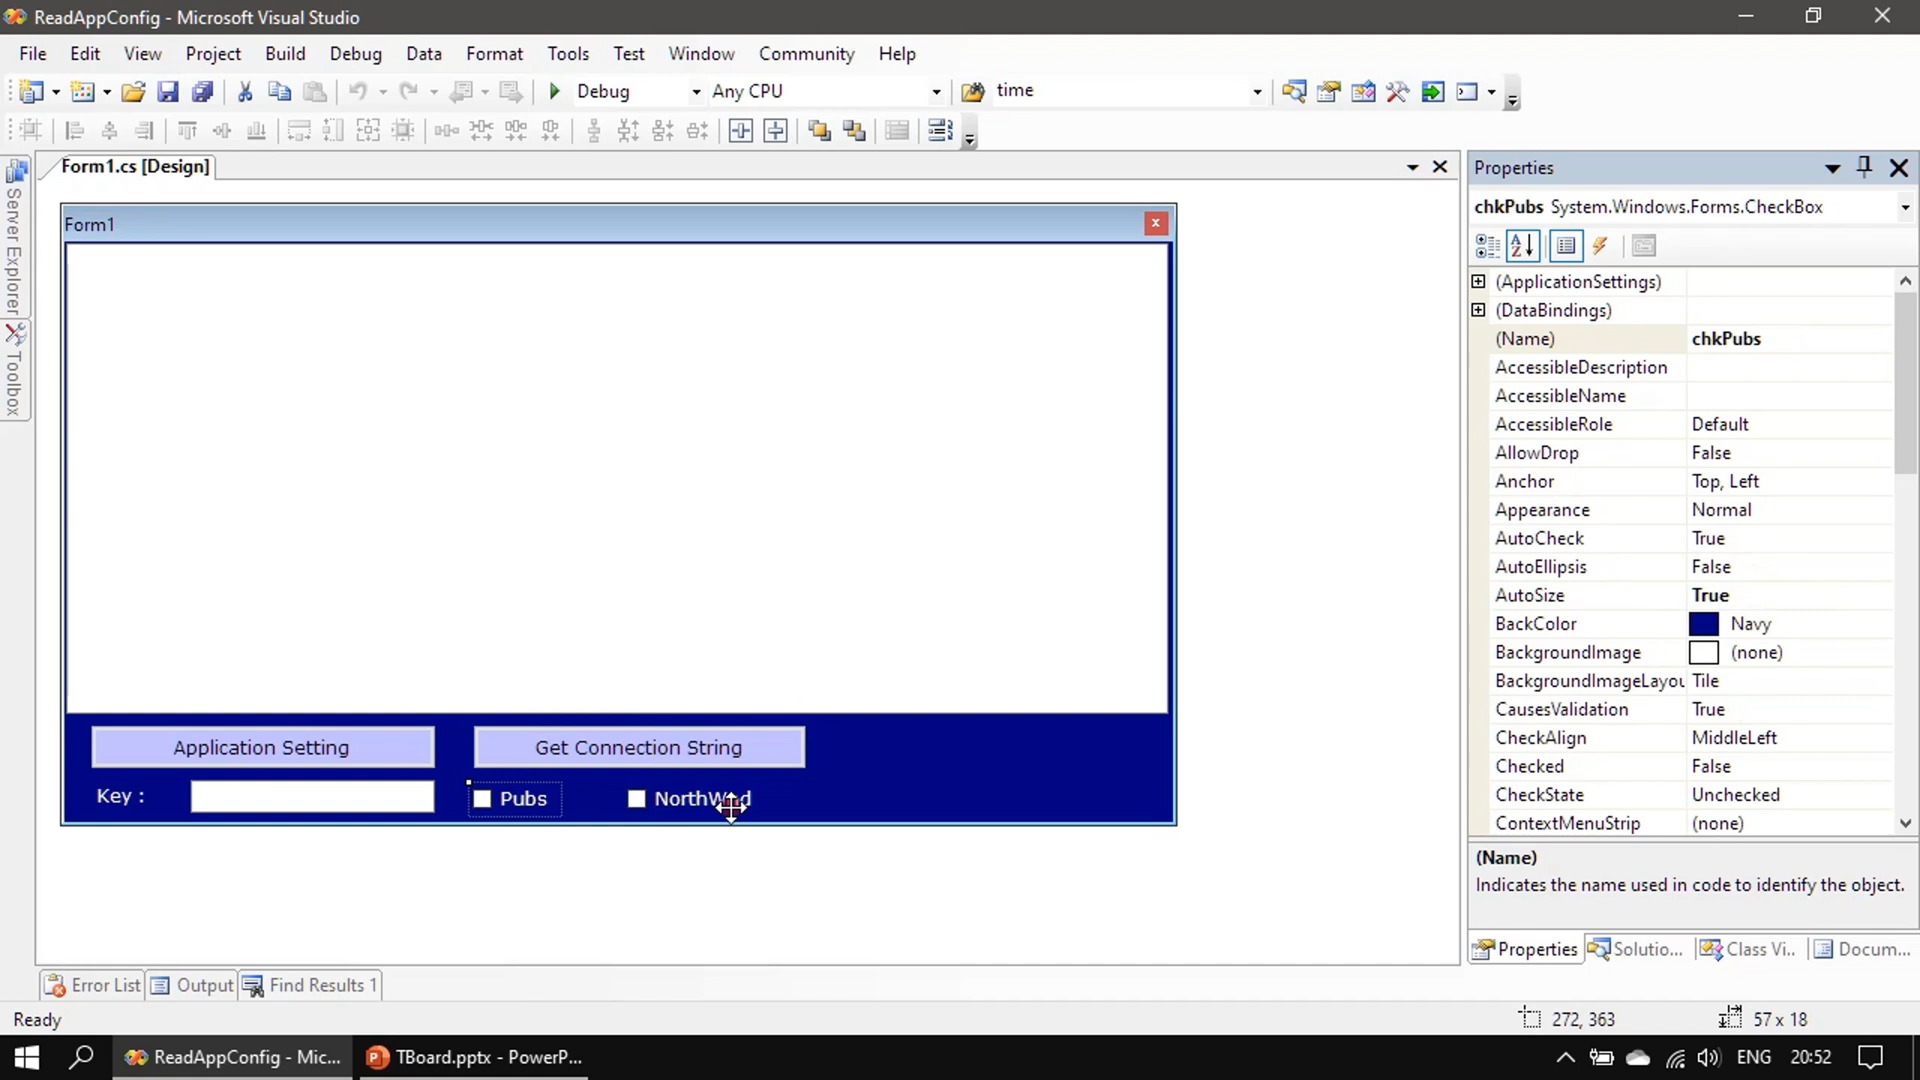 ReadAppConfig - Microsoft Visual Studio
File Edit View Project Build Debug Data Format Tools Test Window Community Help
Debug Any CPU time
Form1.cs [Design]
Server Explorer
Toolbox
Form1
Application Setting Get Connection String
Key : Pubs
Properties
chkPubs System.Windows.Forms.CheckBox
(ApplicationSettings)
(DataBindings)
(Name) chkPubs
AccessibleDescription
AccessibleName
AccessibleRole Default
AllowDrop False
Anchor Top, Left
Appearance Normal
AutoCheck True
AutoEllipsis False
AutoSize True
BackColor Navy
BackgroundImage (none)
BackgroundImageLayou Tile
CausesValidation True
CheckAlign MiddleLeft
Checked False
CheckState Unchecked
ContextMenuStrip (none)
(Name)
Indicates the name used in code to identify the object.
Properties Solutio... Class Vi.. Docum...
Error List Output Find Results 1
Ready 272, 363 57 x 18
ReadAppConfig - Mic... TBoard.pptx - PowerP... ENG 20:52